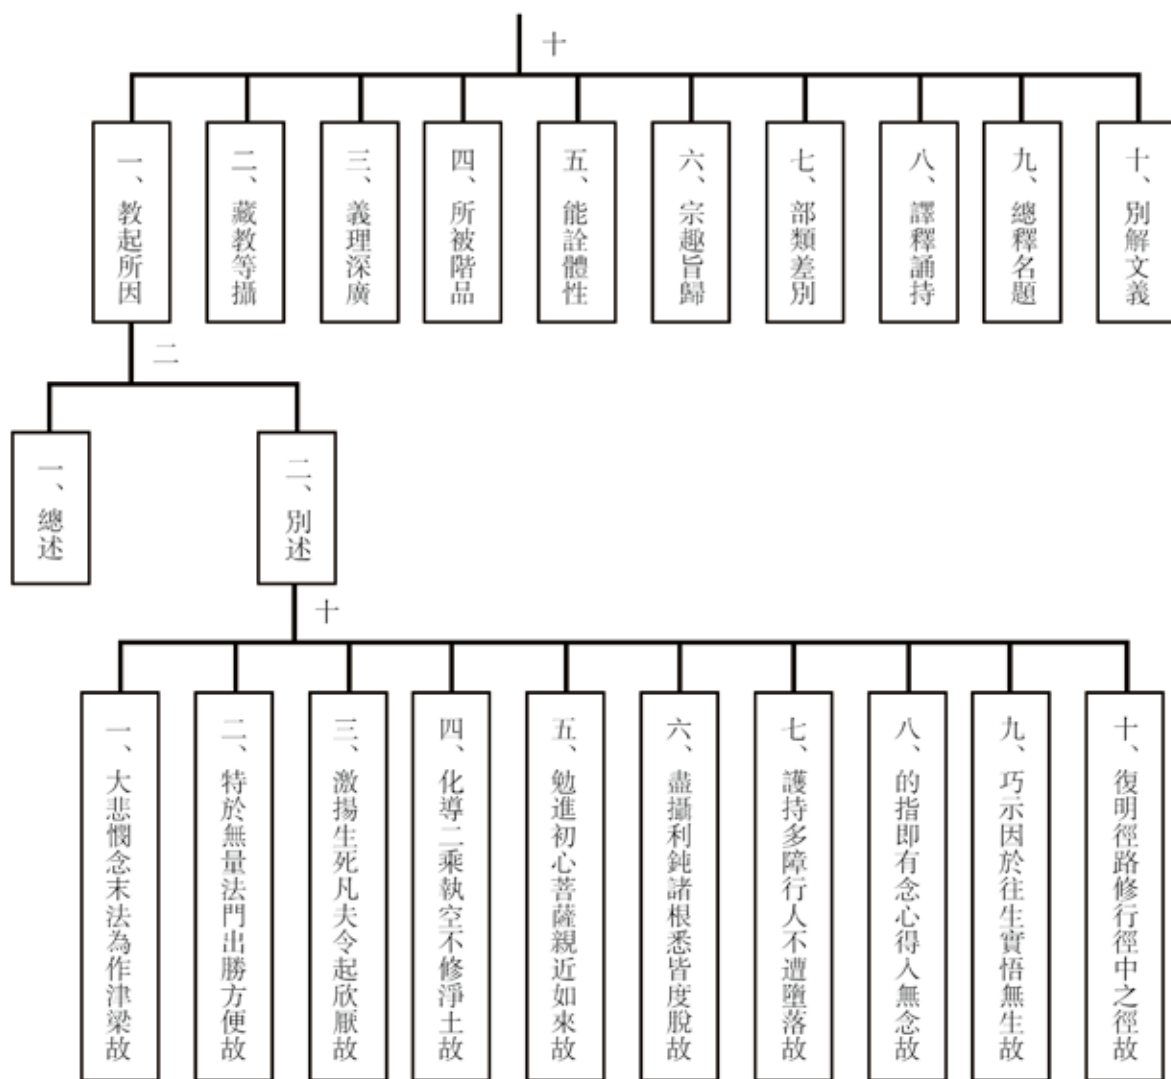 十
一、教起所因
二、藏教等攝
三、義理深廣
四、所被階品
五、能詮體性
六、宗趣旨歸
七、部類差別
八、譯釋誦持
九、總釋名題
十、別解文義
二
一、總述
二、別述
十
一、大悲憫念末法為作津梁故
二、特於無量法門出勝方便故
三、激揚生死凡夫令起欣厭故
四、化導二乘執空不修淨土故
五、勉進初心菩薩親近如來故
六、盡攝利鈍諸根悉皆度脫故
七、護持多障行人不遭墮落故
八、的指即有念心得入無念故
九、巧示因於往生實悟無生故
十、復明徑路修行徑中之徑故